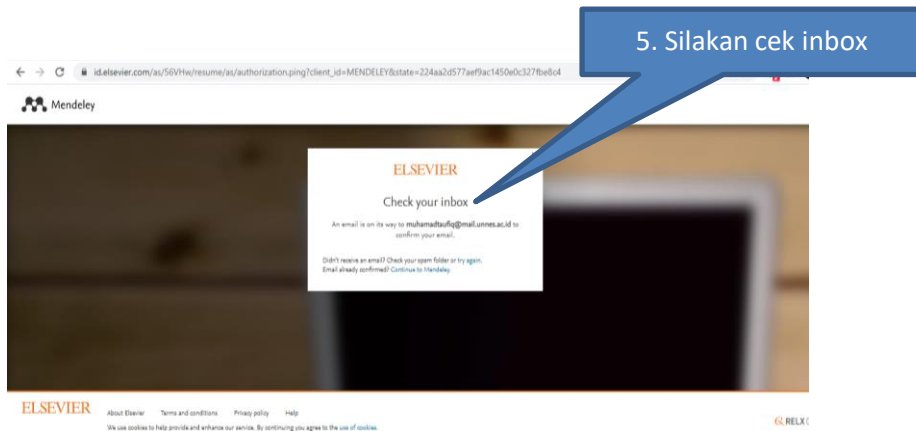 5. Silakan cek inbox
id.elsevier.com/as/56VHw/resume/as/authorization.ping?client_id=MENDELEY&state=224aa2d577aef9ac1450e0c327fbe8c4
Mendeley
ELSEVIER
Check your inbox
An email is on its way to muhamadtaufiq@mail.unnes.ac.id to
confirm your email.
Didn't receive an email? Check your spam folder or try again.
Email already confirmed? Continue to Mendeley
ELSEVIER
About Elsevier Terms and conditions Privacy policy Help
We use cookies to help provide and enhance our service. By continuing you agree to the use of cookies.
RELX